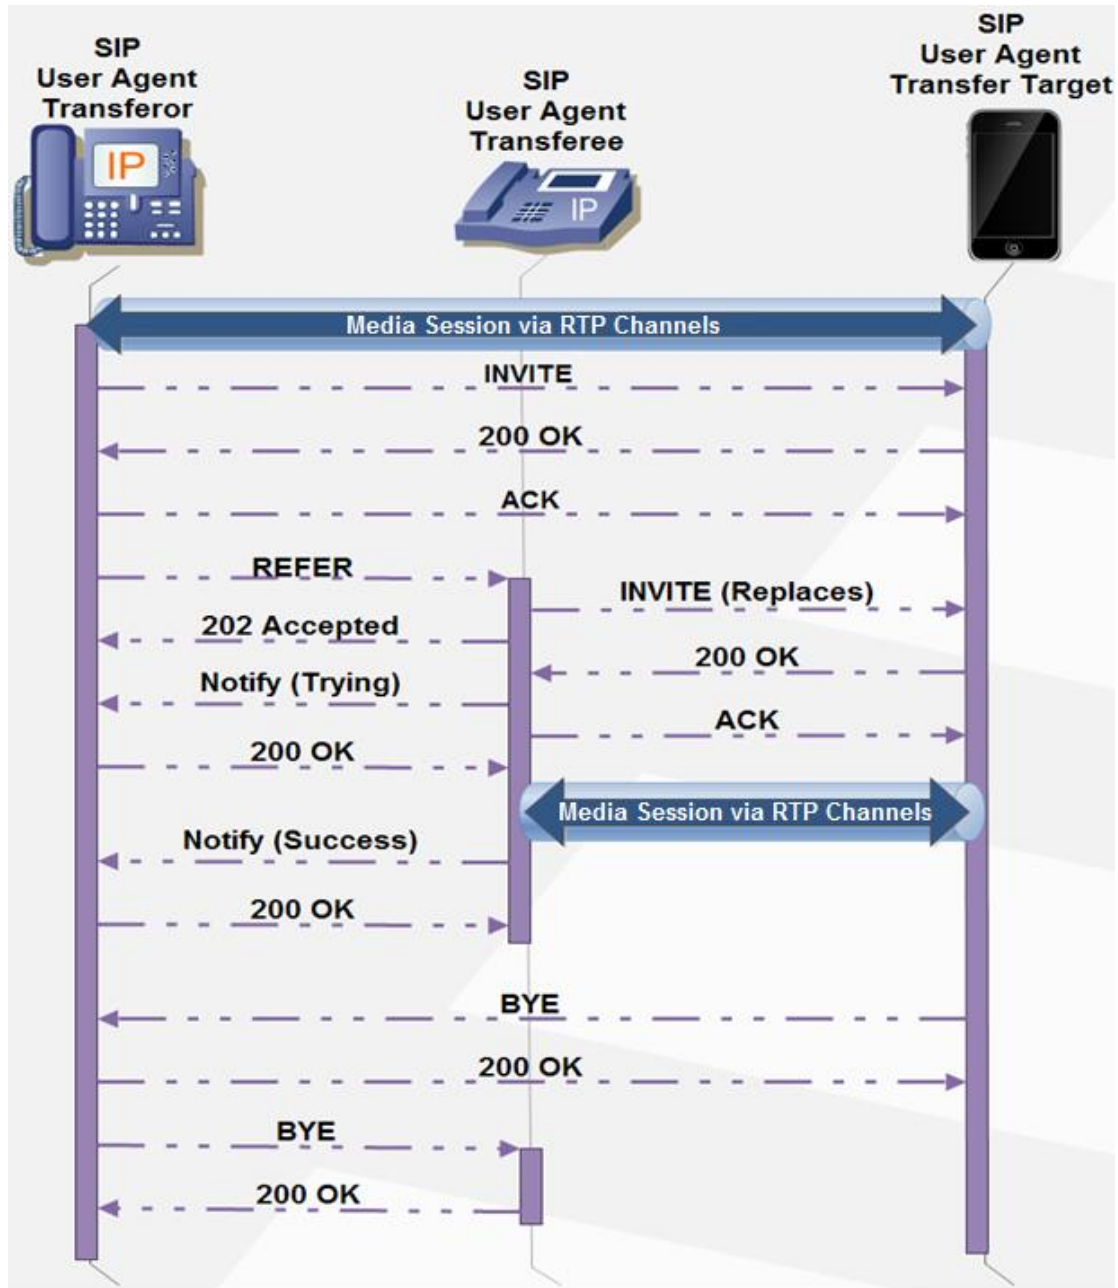 SIP
User Agent
Transferor
SIP
User Agent
Transferee
SIP
User Agent
Transfer Target
IP
IP
Media Session via RTP Channels
INVITE
200 OK
ACK
REFER
INVITE (Replaces)
202 Accepted
200 OK
Notify (Trying)
ACK
200 OK
Media Session via RTP Channels
Notify (Success)
200 OK
BYE
200 OK
BYE
200 OK